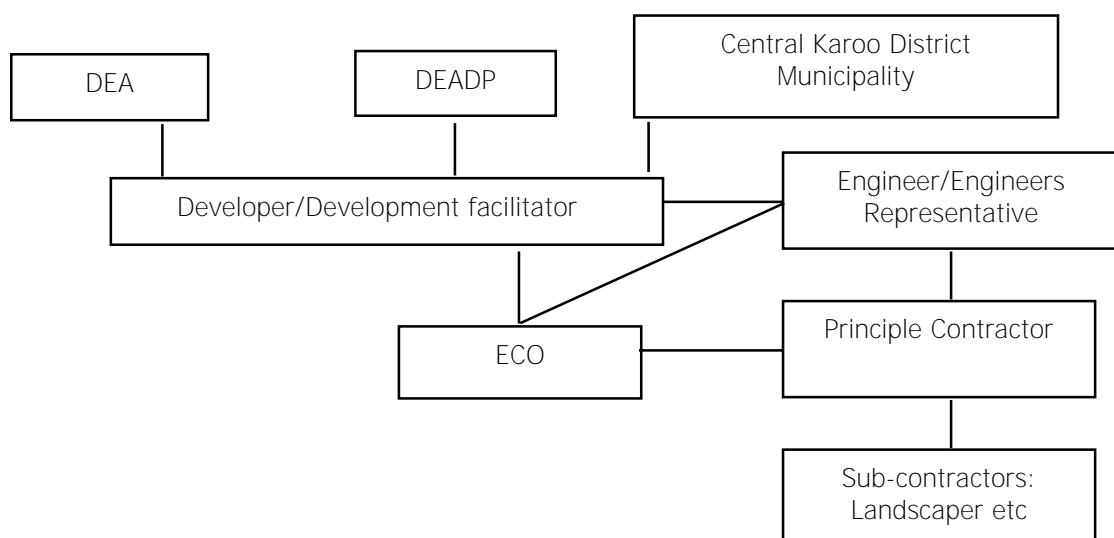 DEA
DEADP
Central Karoo District
Municipality
Developer/Development facilitator
Engineer/Engineers
Representative
ECO
Principle Contractor
Sub-contractors:
Landscaper etc